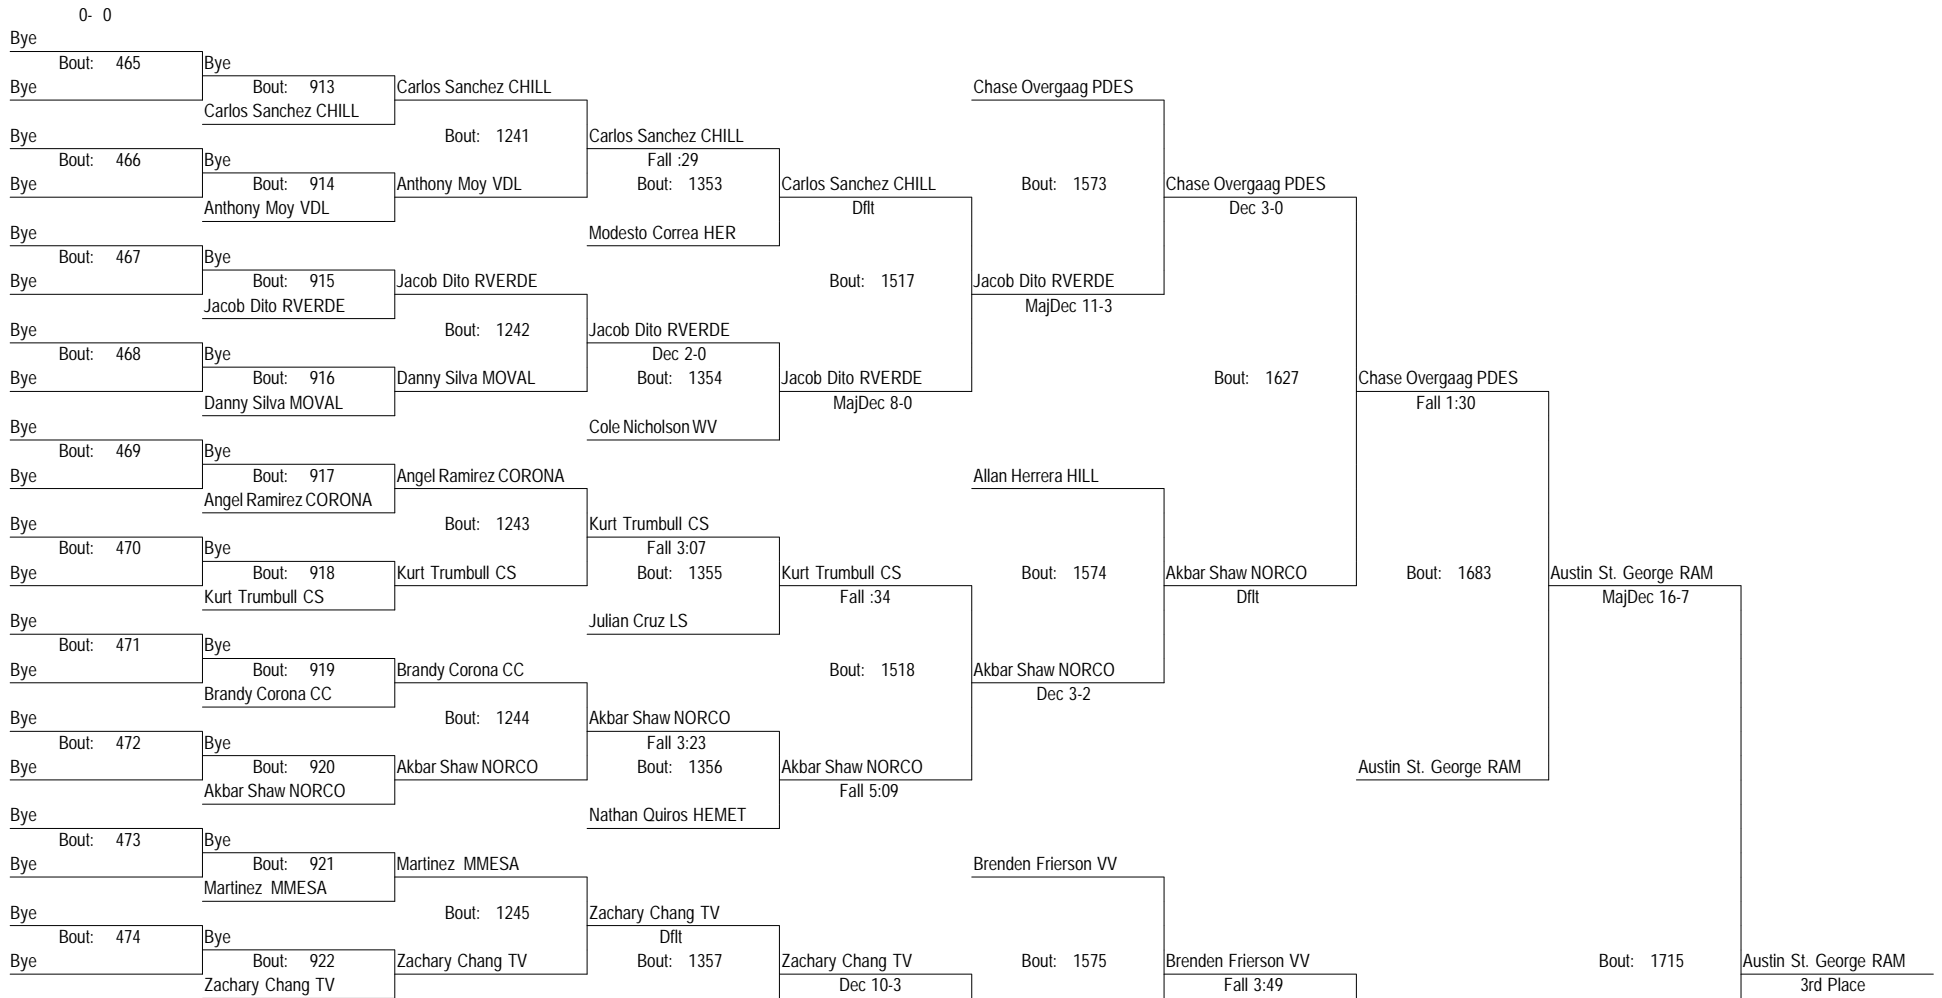 0- 0
Bye
Bout: 465 Bye
Bye Bout: 913 Carlos Sanchez CHILL Chase Overgaag PDES
Carlos Sanchez CHILL
Bye Bout: 1241 Carlos Sanchez CHILL
Bout: 466 Bye Fall :29
Bye Bout: 914 Anthony Moy VDL Bout: 1353 Carlos Sanchez CHILL Bout: 1573 Chase Overgaag PDES
Anthony Moy VDL Dflt Dec 3-0
Bye Modesto Correa HER
Bout: 467 Bye
Bye Bout: 915 Jacob Dito RVERDE Bout: 1517 Jacob Dito RVERDE
Jacob Dito RVERDE MajDec 11-3
Bye Bout: 1242 Jacob Dito RVERDE
Bout: 468 Bye Dec 2-0
Bye Bout: 916 Danny Silva MOVAL Bout: 1354 Jacob Dito RVERDE Bout: 1627 Chase Overgaag PDES
Danny Silva MOVAL MajDec 8-0 Fall 1:30
Bye Cole Nicholson WV
Bout: 469 Bye
Bye Bout: 917 Angel Ramirez CORONA Allan Herrera HILL
Angel Ramirez CORONA
Bye Bout: 1243 Kurt Trumbull CS
Bout: 470 Bye Fall 3:07
Bye Bout: 918 Kurt Trumbull CS Bout: 1355 Kurt Trumbull CS Bout: 1574 Akbar Shaw NORCO Bout: 1683 Austin St. George RAM
Kurt Trumbull CS Fall :34 Dflt MajDec 16-7
Bye Julian Cruz LS
Bout: 471 Bye
Bye Bout: 919 Brandy Corona CC Bout: 1518 Akbar Shaw NORCO
Brandy Corona CC Dec 3-2
Bye Bout: 1244 Akbar Shaw NORCO
Bout: 472 Bye Fall 3:23
Bye Bout: 920 Akbar Shaw NORCO Bout: 1356 Akbar Shaw NORCO Austin St. George RAM
Akbar Shaw NORCO Fall 5:09
Bye Nathan Quiros HEMET
Bout: 473 Bye
Bye Bout: 921 Martinez MMESA Brenden Frierson VV
Martinez MMESA
Bye Bout: 1245 Zachary Chang TV
Bout: 474 Bye Dflt
Bye Bout: 922 Zachary Chang TV Bout: 1357 Zachary Chang TV Bout: 1575 Brenden Frierson VV Bout: 1715 Austin St. George RAM
Zachary Chang TV Dec 10-3 Fall 3:49 3rd Place